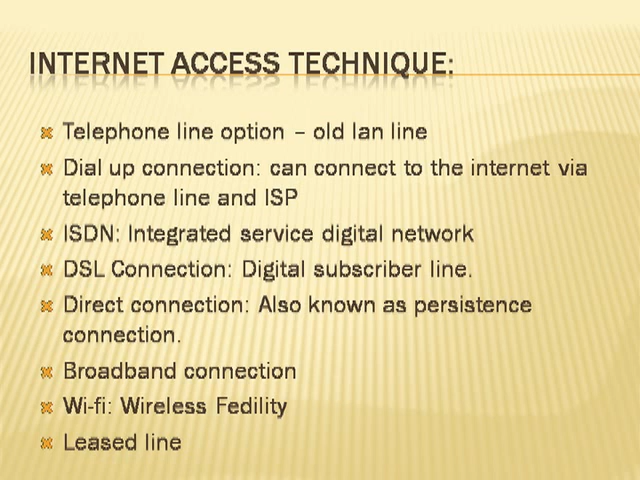 INTERNET ACCESS TECHNIQUE:
Telephone line option – old lan line
Dial up connection: can connect to the internet via
telephone line and ISP
ISDN: Integrated service digital network
DSL Connection: Digital subscriber line.
Direct connection: Also known as persistence
connection.
Broadband connection
Wi-fi: Wireless Fedility
Leased line